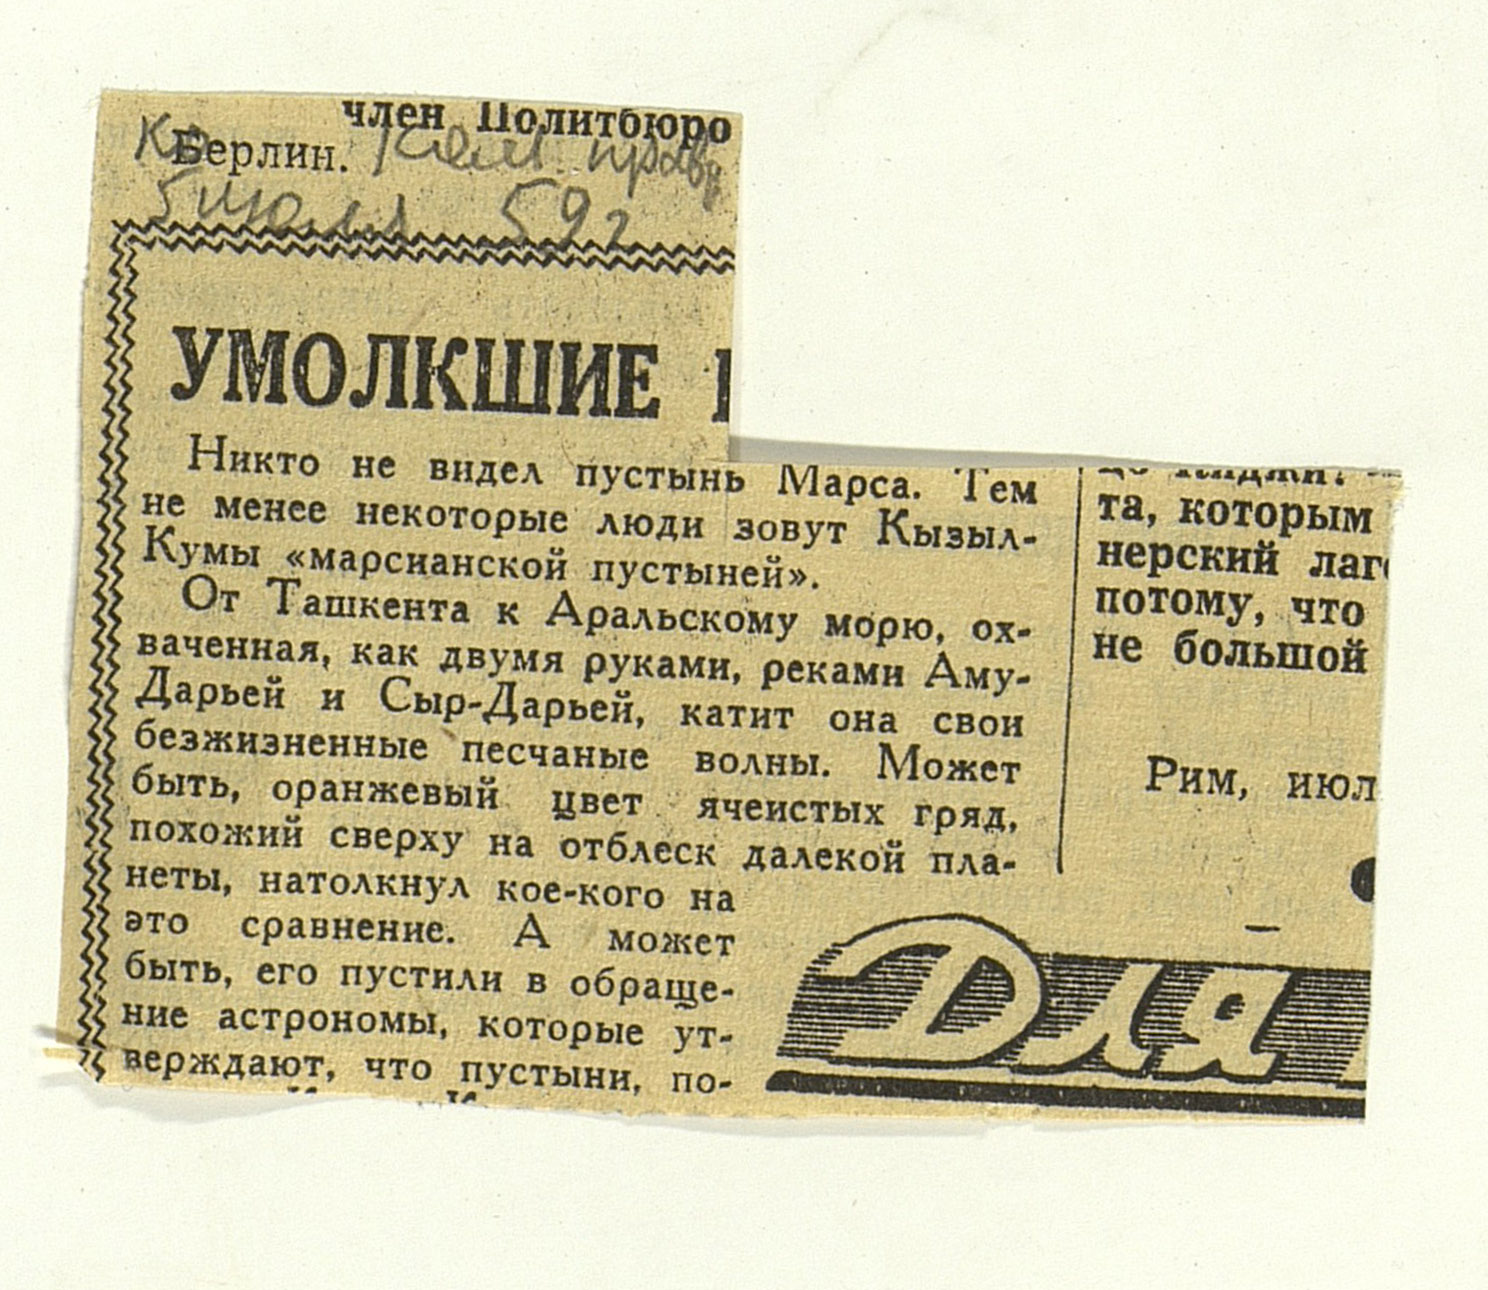 член Политбюро
Берлин.
Ко Ком правд
5 июля 59 г
УМОЛКШИЕ
Никто не видел пустынь Марса. Тем
не менее некоторые люди зовут Кызыл-
Кумы «марсианской пустыней».
От Ташкента к Аральскому морю, ох-
ваченная, как двумя руками, реками Аму-
Дарьей и Сыр-Дарьей, катит она свои
безжизненные песчаные волны. Может
быть, оранжевый цвет ячеистых гряд,
похожий сверху на отблеск далекой пла-
неты, натолкнул кое-кого на
это сравнение. А может
быть, его пустили в обраще-
ние астрономы, которые ут-
верждают, что пустыни, по-
та, которым
нерский лаг
потому, что
не большой
Рим, июл
Для